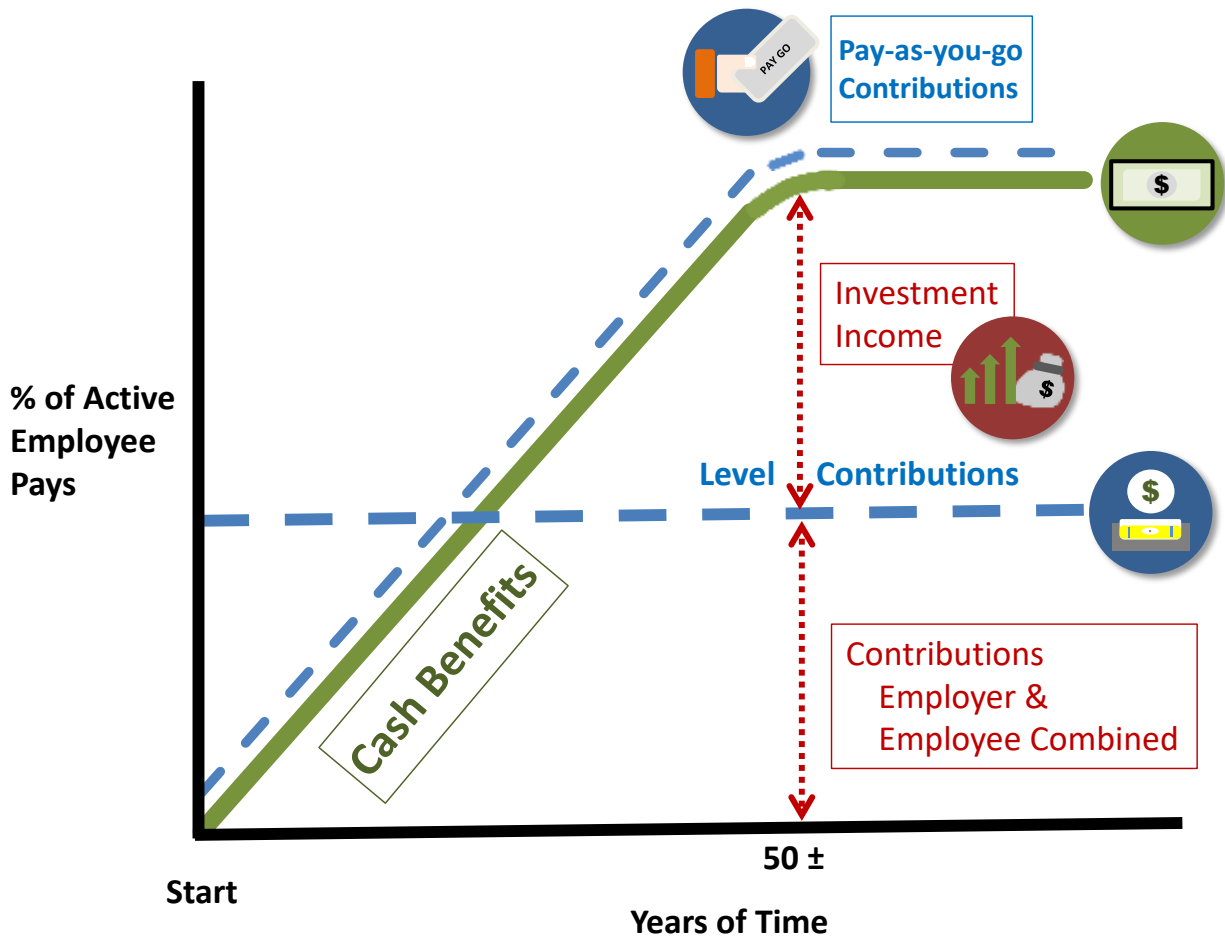 PAY GO
Pay-as-you-go
Contributions
$
Investment
Income
$
% of Active
Employee
Pays
Level Contributions
$
Cash Benefits
Contributions
Employer &
Employee Combined
50 ±
Start
Years of Time